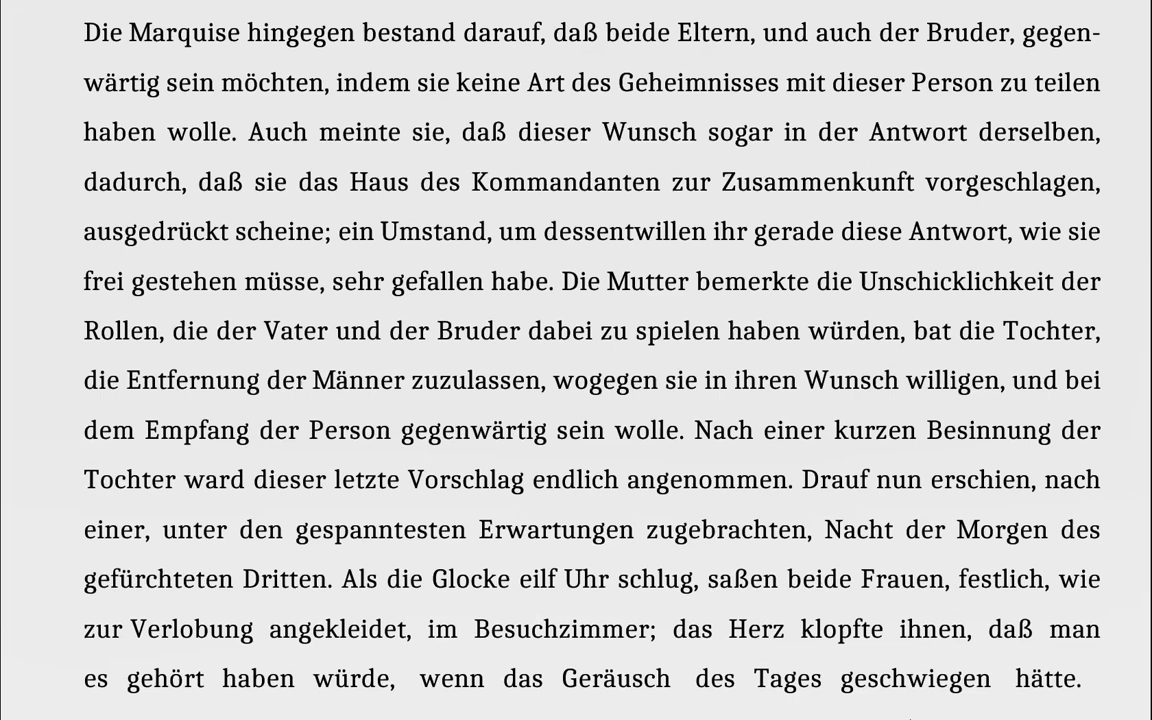 Die Marquise hingegen bestand darauf, daß beide Eltern, und auch der Bruder, gegen-
wärtig sein möchten, indem sie keine Art des Geheimnisses mit dieser Person zu teilen
haben wolle. Auch meinte sie, daß dieser Wunsch sogar in der Antwort derselben,
dadurch, daß sie das Haus des Kommandanten zur Zusammenkunft vorgeschlagen,
ausgedrückt scheine; ein Umstand, um dessentwillen ihr gerade diese Antwort, wie sie
frei gestehen müsse, sehr gefallen habe. Die Mutter bemerkte die Unschicklichkeit der
Rollen, die der Vater und der Bruder dabei zu spielen haben würden, bat die Tochter,
die Entfernung der Männer zuzulassen, wogegen sie in ihren Wunsch willigen, und bei
dem Empfang der Person gegenwärtig sein wolle. Nach einer kurzen Besinnung der
Tochter ward dieser letzte Vorschlag endlich angenommen. Drauf nun erschien, nach
einer, unter den gespanntesten Erwartungen zugebrachten, Nacht der Morgen des
gefürchteten Dritten. Als die Glocke eilf Uhr schlug, saßen beide Frauen, festlich, wie
zur Verlobung angekleidet, im Besuchzimmer; das Herz klopfte ihnen, daß man
es gehört haben würde, wenn das Geräusch des Tages geschwiegen hätte.